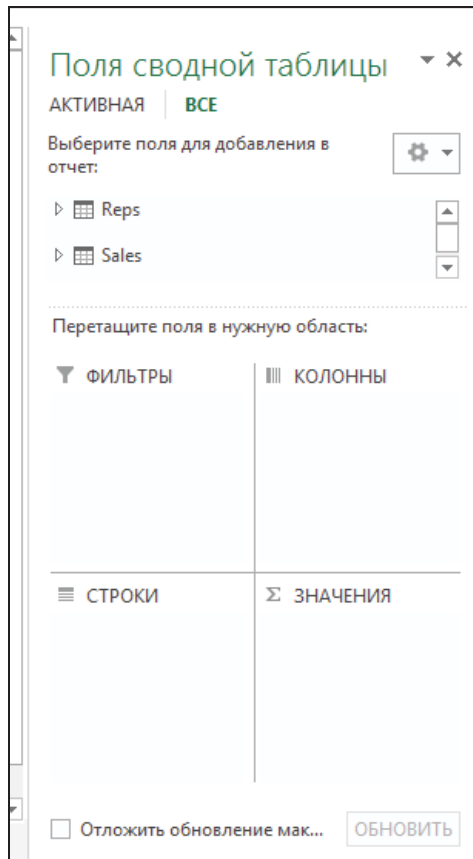 Поля сводной таблицы
АКТИВНАЯ ВСЕ
Выберите поля для добавления в
отчет:
Reps
Sales
Перетащите поля в нужную область:
ФИЛЬТРЫ КОЛОННЫ
СТРОКИ Σ ЗНАЧЕНИЯ
Отложить обновление мак... ОБНОВИТЬ